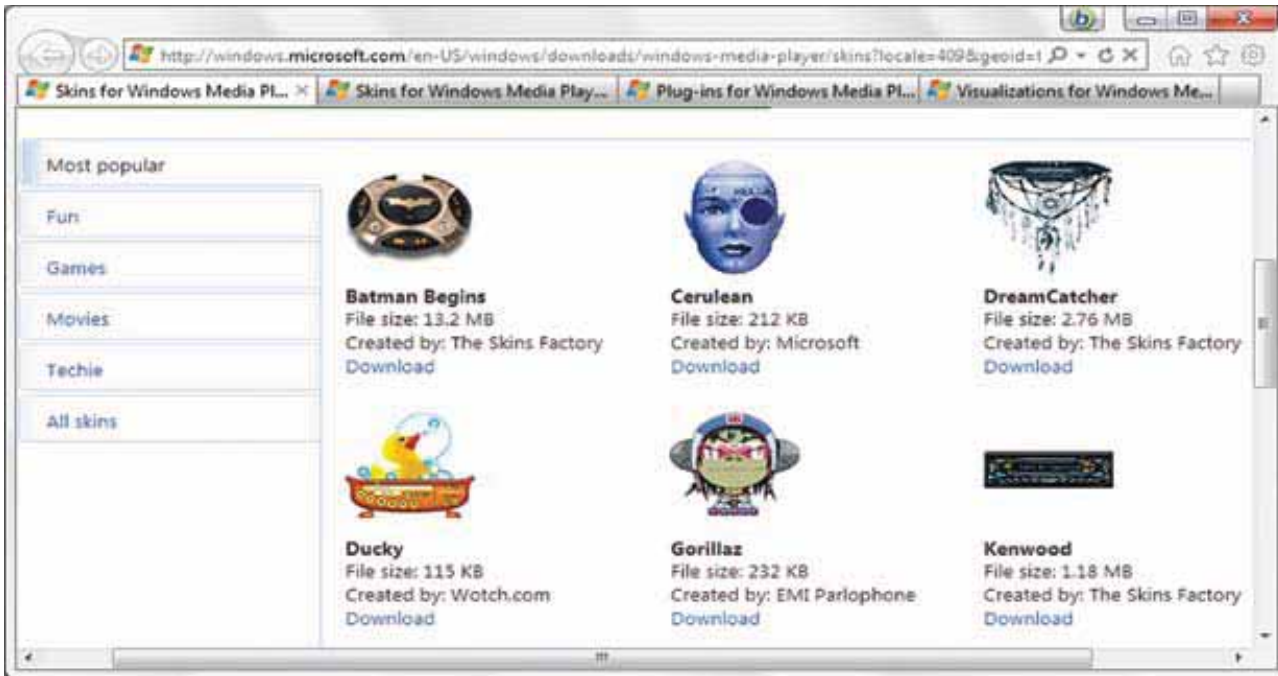 http://windows.microsoft.com/en-US/windows/downloads/windows-media-player/skins?locale=409&geoid=1
Skins for Windows Media Pl...
Skins for Windows Media Play...
Plug-ins for Windows Media Pl...
Visualizations for Windows Me...
Most popular
Fun
Games
Movies
Techie
All skins
Batman Begins
File size: 13.2 MB
Created by: The Skins Factory
Download
Cerulean
File size: 212 KB
Created by: Microsoft
Download
DreamCatcher
File size: 2.76 MB
Created by: The Skins Factory
Download
Ducky
File size: 115 KB
Created by: Wotch.com
Download
Gorillaz
File size: 232 KB
Created by: EMI Parlophone
Download
Kenwood
File size: 1.18 MB
Created by: The Skins Factory
Download